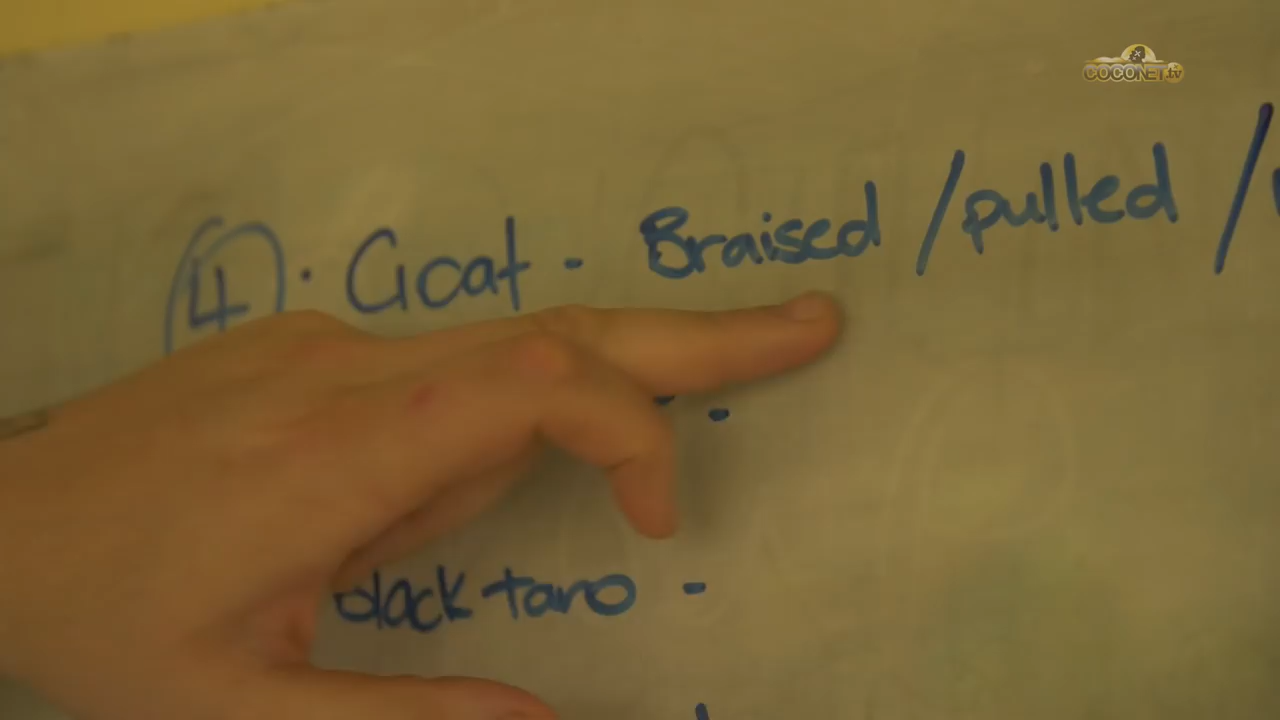 COCONET.tv
4 . Goat - Braised / pulled /
black taro -